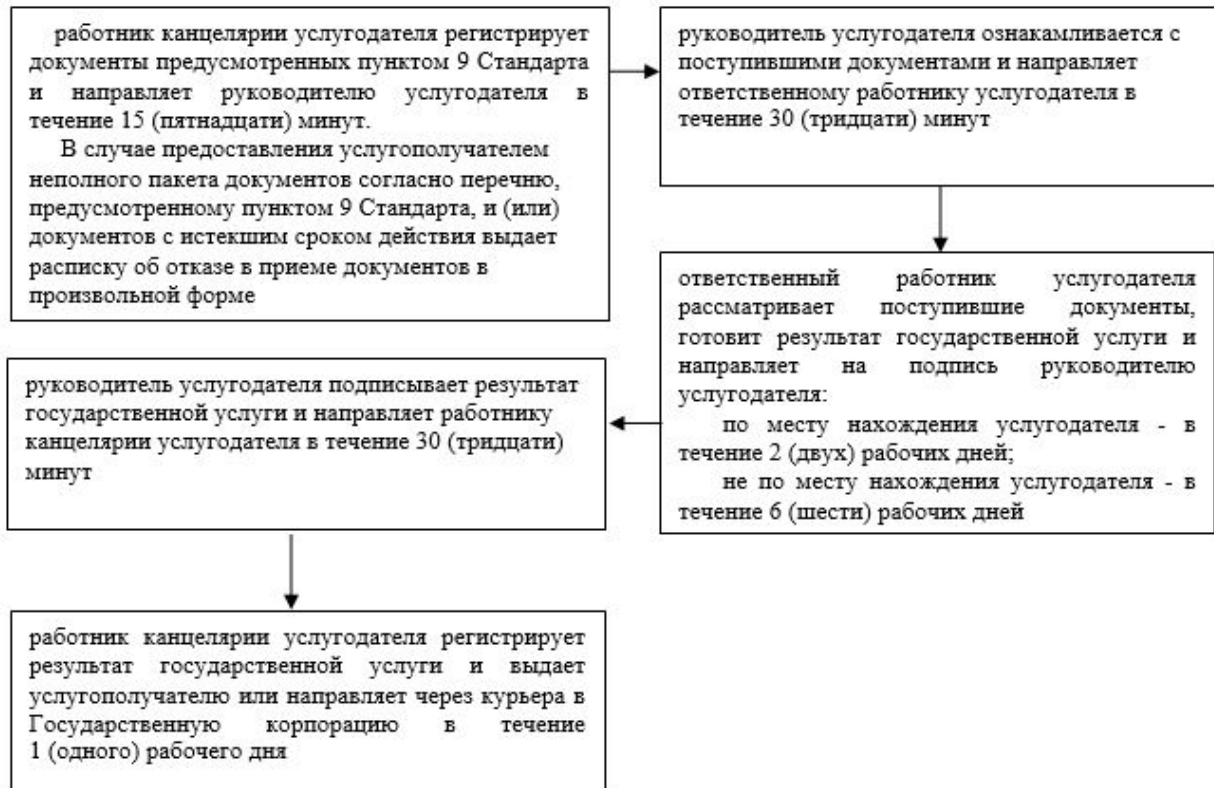 работник канцелярии услугодателя регистрирует
документы предусмотренных пунктом 9 Стандарта
и направляет руководителю услугодателя в
течение 15 (пятнадцати) минут.
В случае предоставления услугополучателем
неполного пакета документов согласно перечню,
предусмотренному пунктом 9 Стандарта, и (или)
документов с истекшим сроком действия выдает
расписку об отказе в приеме документов в
произвольной форме
руководитель услугодателя ознакамливается с
поступившими документами и направляет
ответственному работнику услугодателя в
течение 30 (тридцати) минут
ответственный работник услугодателя
рассматривает поступившие документы,
готовит результат государственной услуги и
направляет на подпись руководителю
услугодателя:
по месту нахождения услугодателя - в
течение 2 (двух) рабочих дней;
не по месту нахождения услугодателя - в
течение 6 (шести) рабочих дней
руководитель услугодателя подписывает результат
государственной услуги и направляет работнику
канцелярии услугодателя в течение 30 (тридцати)
минут
работник канцелярии услугодателя регистрирует
результат государственной услуги и выдает
услугополучателю или направляет через курьера в
Государственную корпорацию в течение
1 (одного) рабочего дня